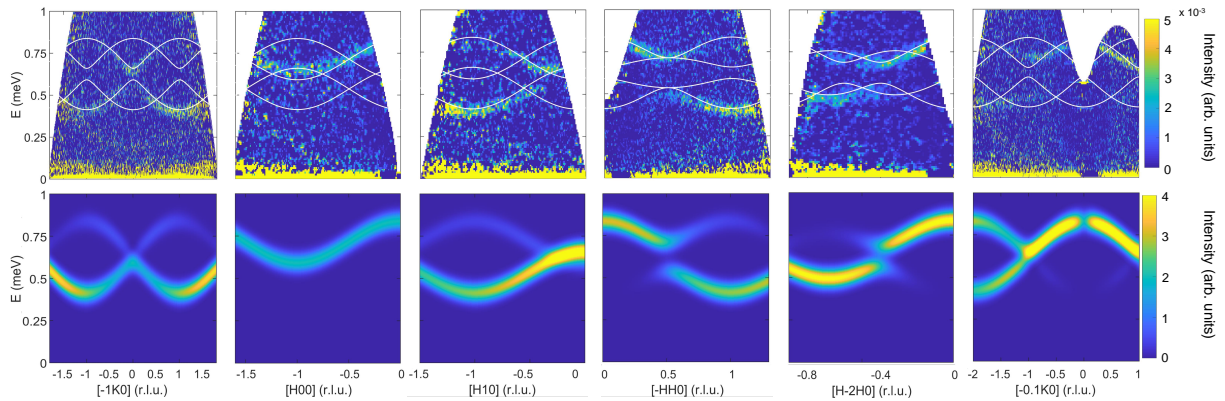 × 10⁻³
1 5
E (meV) 0.75 4
0.5 3
0.25 2
1
0 0
Intensity (arb. units)
1 4
E (meV) 0.75 3
0.5 2
0.25 1
0 0
Intensity (arb. units)
-1.5 -1 -0.5 0 0.5 1 1.5 -1.5 -1 -0.5 0 -1.5 -1 -0.5 0 0 0.5 1 -0.8 -0.4 0 -2 -1.5 -1 -0.5 0 0.5 1
[-1K0] (r.l.u.) [H00] (r.l.u.) [H10] (r.l.u.) [-HH0] (r.l.u.) [H-2H0] (r.l.u.) [-0.1K0] (r.l.u.)